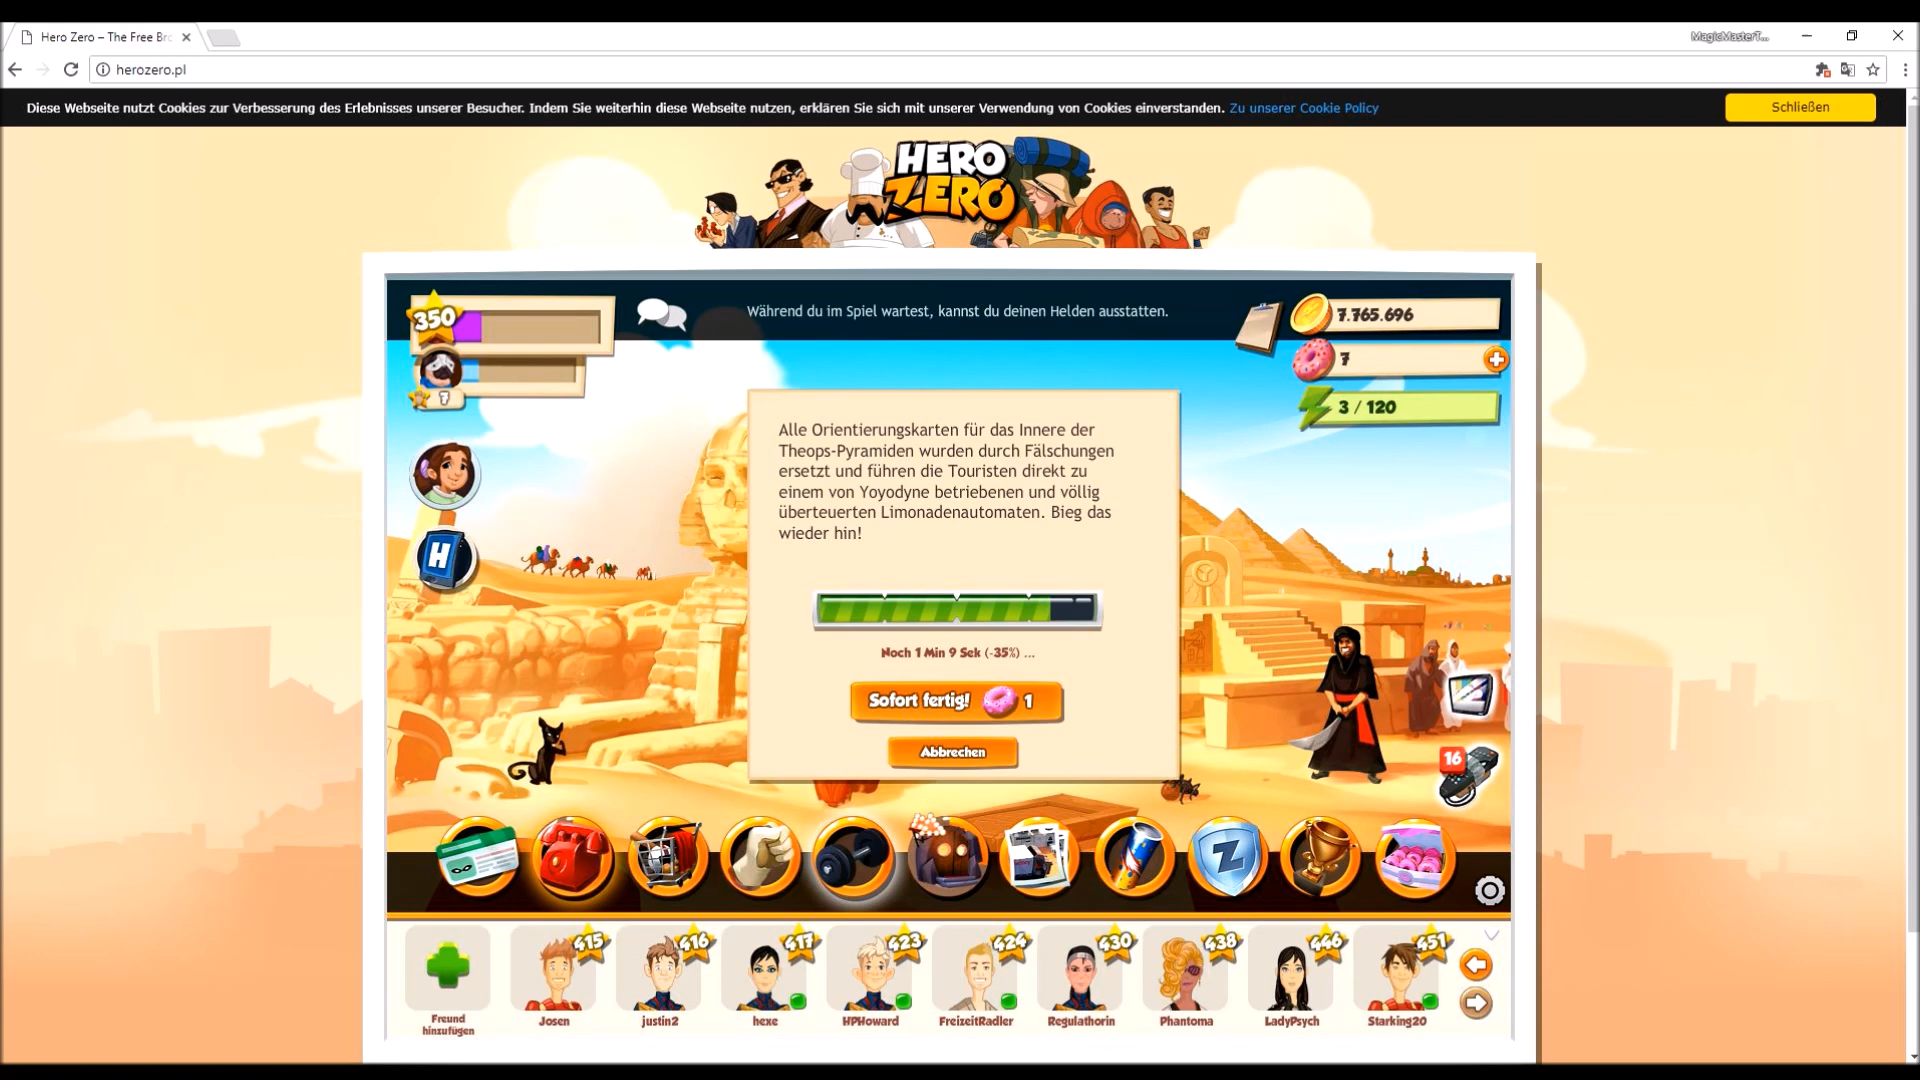 Hero Zero – The Free Bro
MagicMasterT...
herozero.pl
Diese Webseite nutzt Cookies zur Verbesserung des Erlebnisses unserer Besucher. Indem Sie weiterhin diese Webseite nutzen, erklären Sie sich mit unserer Verwendung von Cookies einverstanden. Zu unserer Cookie Policy
Schließen
HERO
ZERO
350
Während du im Spiel wartest, kannst du deinen Helden ausstatten.
7.765.696
7
7
3 / 120
Alle Orientierungskarten für das Innere der
Theops-Pyramiden wurden durch Fälschungen
ersetzt und führen die Touristen direkt zu
einem von Yoyodyne betriebenen und völlig
überteuerten Limonadenautomaten. Bieg das
wieder hin!
H
Noch 1 Min 9 Sek (-35%) ...
Sofort fertig! 1
Abbrechen
16
Z
415 416 417 423 424 430 438 446 451
Freund
hinzufügen
Josen justin2 hexe HPHoward FreizeitRadler Regulathorin Phantoma LadyPsych Starking20